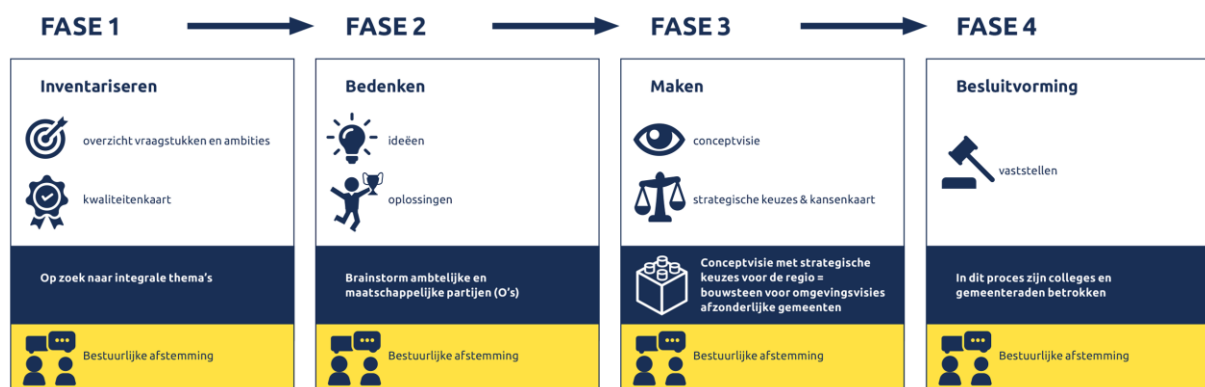 FASE 1
FASE 2
FASE 3
FASE 4
Inventariseren
overzicht vraagstukken en ambities
kwaliteitenkaart
Op zoek naar integrale thema's
Bestuurlijke afstemming
Bedenken
ideeën
oplossingen
Brainstorm ambtelijke en
maatschappelijke partijen (O's)
Bestuurlijke afstemming
Maken
conceptvisie
strategische keuzes & kansenkaart
Conceptvisie met strategische
keuzes voor de regio =
bouwsteen voor omgevingsvisies
afzonderlijke gemeenten
Bestuurlijke afstemming
Besluitvorming
vaststellen
In dit proces zijn colleges en
gemeenteraden betrokken
Bestuurlijke afstemming